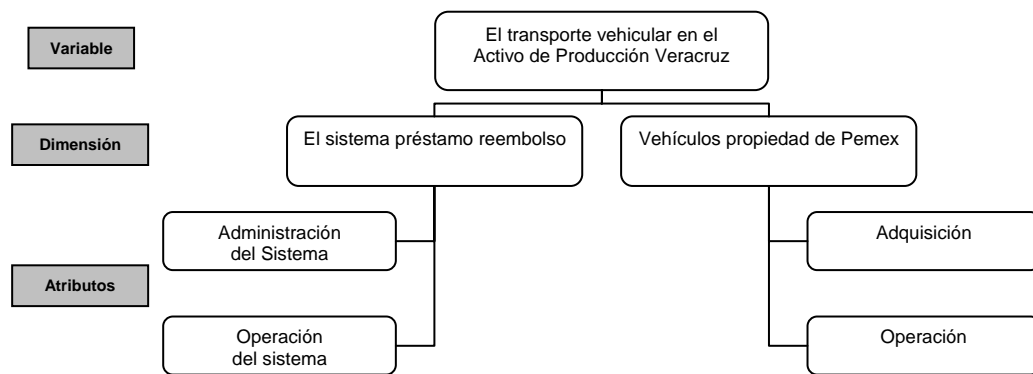 Variable
El transporte vehicular en el
Activo de Producción Veracruz
Dimensión
El sistema préstamo reembolso
Vehículos propiedad de Pemex
Atributos
Administración
del Sistema
Adquisición
Operación
del sistema
Operación